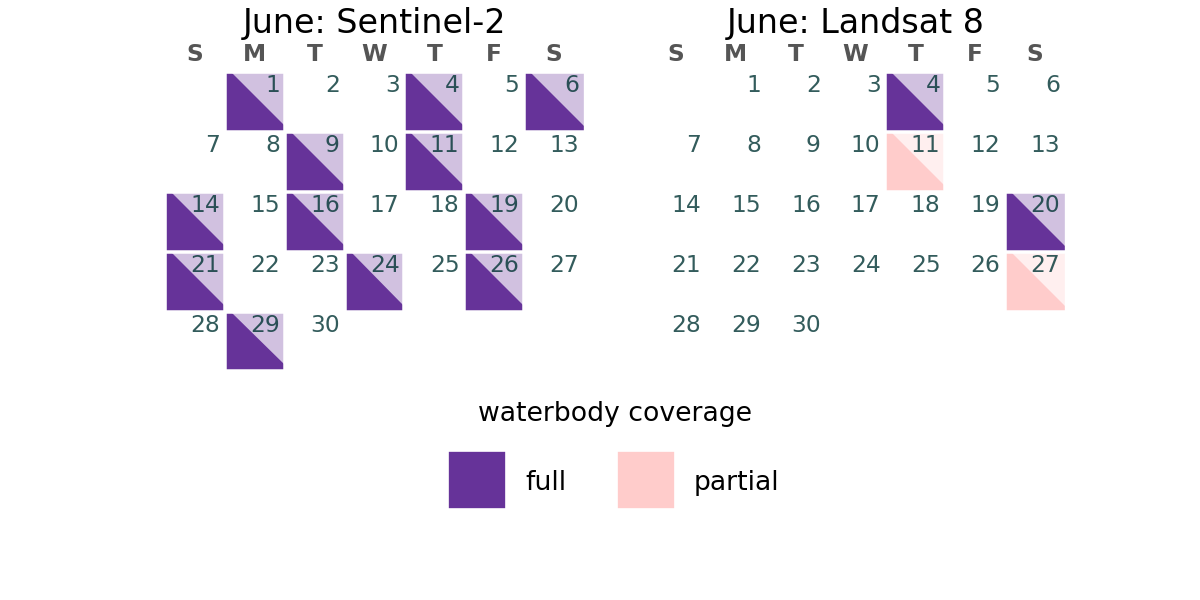 June: Sentinel-2
S M T W T F S
1 2 3 4 5 6
7 8 9 10 11 12 13
14 15 16 17 18 19 20
21 22 23 24 25 26 27
28 29 30
June: Landsat 8
S M T W T F S
1 2 3 4 5 6
7 8 9 10 11 12 13
14 15 16 17 18 19 20
21 22 23 24 25 26 27
28 29 30
waterbody coverage
full partial